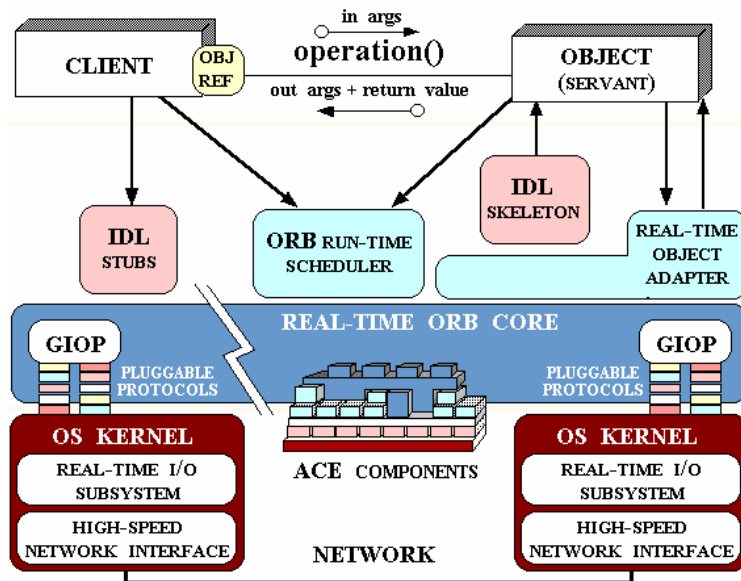 in args
operation()
CLIENT
OBJ
REF
OBJECT
(SERVANT)
out args + return value
IDL
STUBS
ORB RUN-TIME
SCHEDULER
IDL
SKELETON
REAL-TIME
OBJECT
ADAPTER
REAL-TIME ORB CORE
GIOP
GIOP
PLUGGABLE
PROTOCOLS
PLUGGABLE
PROTOCOLS
OS KERNEL
OS KERNEL
REAL-TIME I/O
SUBSYSTEM
ACE COMPONENTS
REAL-TIME I/O
SUBSYSTEM
HIGH-SPEED
NETWORK INTERFACE
NETWORK
HIGH-SPEED
NETWORK INTERFACE